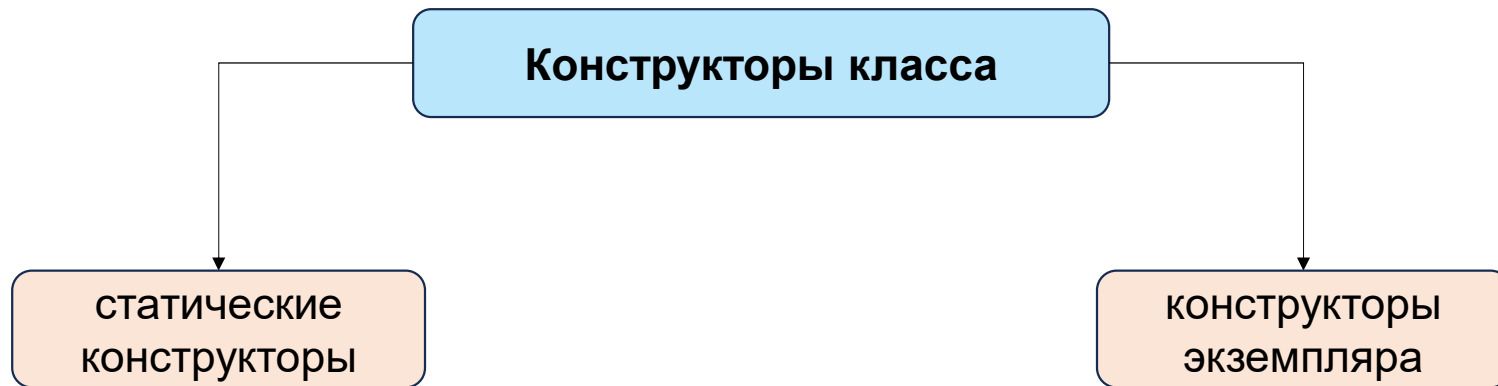 Конструкторы класса
статические
конструкторы
конструкторы
экземпляра